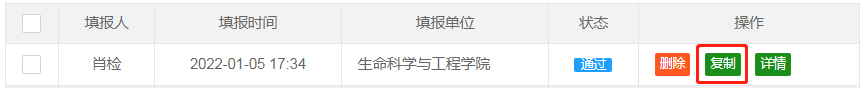 填报人 填报时间 填报单位 状态 操作
肖检 2022-01-05 17:34 生命科学与工程学院 通过 删除 复制 详情